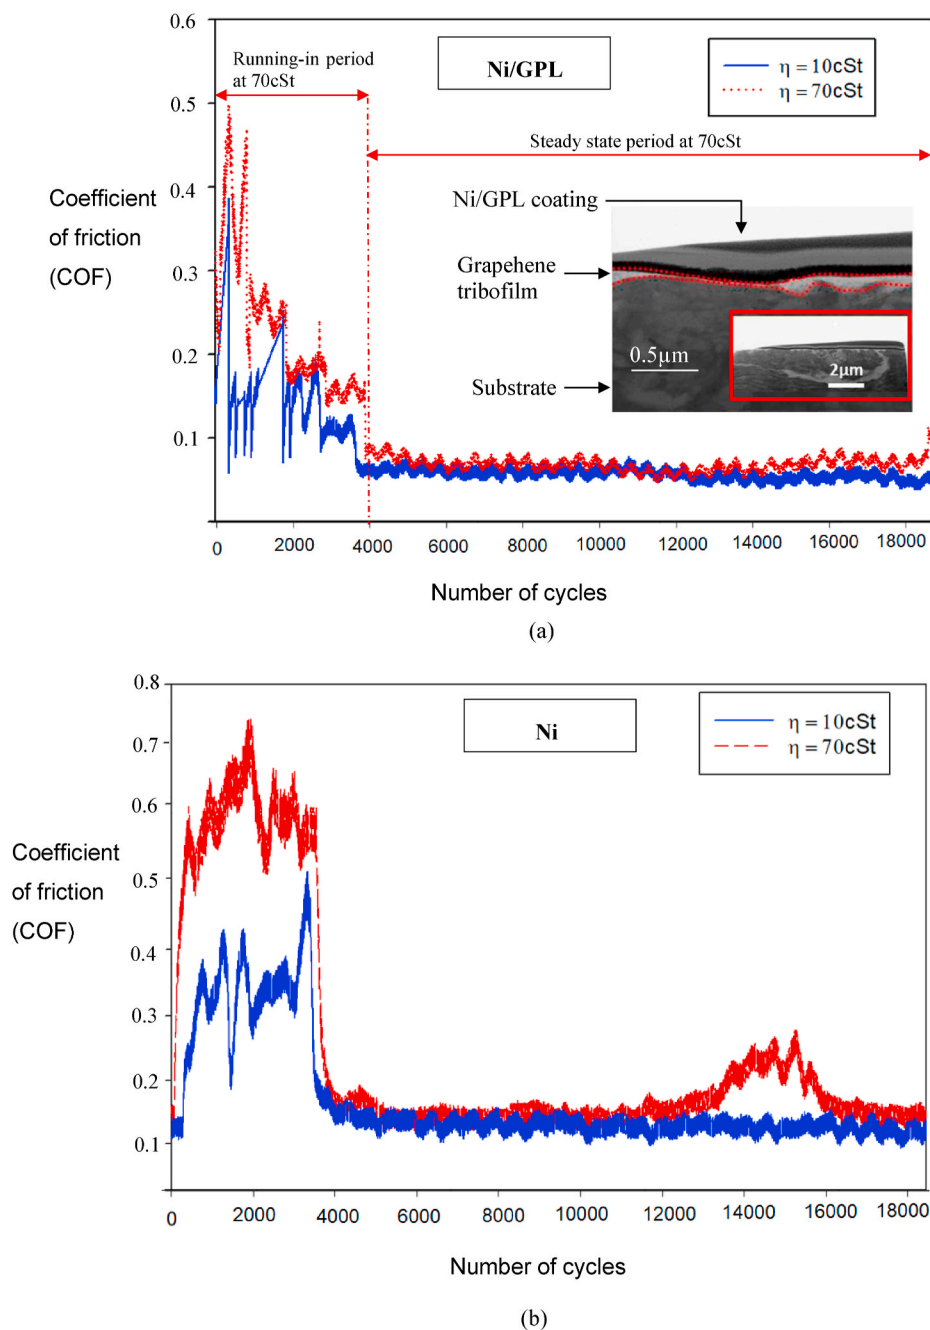 0.6
Running-in period
at 70cSt
Ni/GPL
η = 10cSt
η = 70cSt
0.5
Steady state period at 70cSt
Coefficient
of friction
(COF)
0.4
Ni/GPL coating
0.3
Grapehene
tribofilm
0.2
0.5µm
2µm
Substrate
0.1
0 2000 4000 6000 8000 10000 12000 14000 16000 18000
Number of cycles
(a)
0.8
Ni
η = 10cSt
η = 70cSt
0.7
0.6
Coefficient
of friction
(COF)
0.5
0.4
0.3
0.2
0.1
0 2000 4000 6000 8000 10000 12000 14000 16000 18000
Number of cycles
(b)